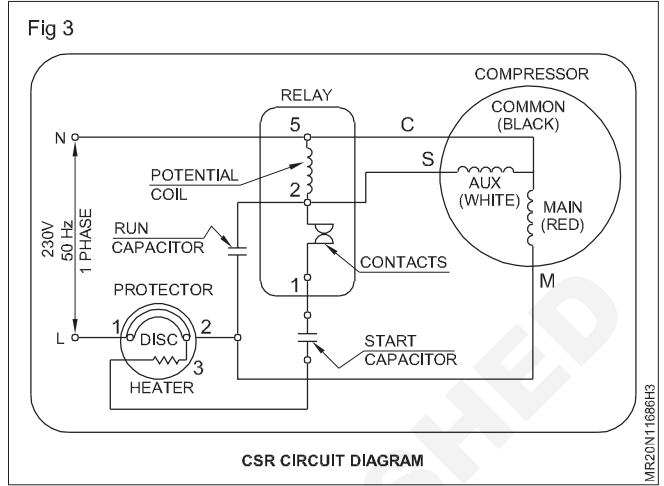 Fig 3
COMPRESSOR
RELAY
COMMON
(BLACK)
5
C
N
S
POTENTIAL
COIL
2
AUX
(WHITE)
MAIN
(RED)
230V
50 Hz
1 PHASE
RUN
CAPACITOR
CONTACTS
1
M
PROTECTOR
L
1
DISC
2
3
HEATER
START
CAPACITOR
CSR CIRCUIT DIAGRAM
MR20N11686H3
SHED